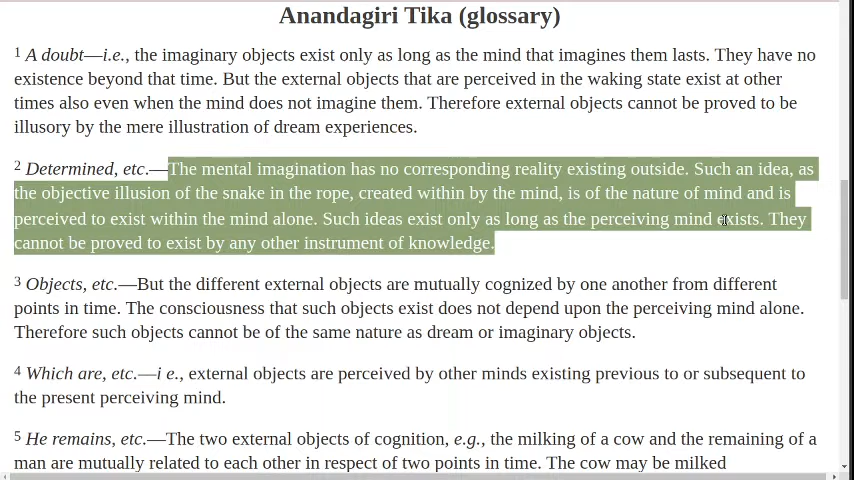 Anandagiri Tika (glossary)
1 A doubt—i.e., the imaginary objects exist only as long as the mind that imagines them lasts. They have no
existence beyond that time. But the external objects that are perceived in the waking state exist at other
times also even when the mind does not imagine them. Therefore external objects cannot be proved to be
illusory by the mere illustration of dream experiences.
2 Determined, etc.—The mental imagination has no corresponding reality existing outside. Such an idea, as
the objective illusion of the snake in the rope, created within by the mind, is of the nature of mind and is
perceived to exist within the mind alone. Such ideas exist only as long as the perceiving mind exists. They
cannot be proved to exist by any other instrument of knowledge.
3 Objects, etc.—But the different external objects are mutually cognized by one another from different
points in time. The consciousness that such objects exist does not depend upon the perceiving mind alone.
Therefore such objects cannot be of the same nature as dream or imaginary objects.
4 Which are, etc.—i e., external objects are perceived by other minds existing previous to or subsequent to
the present perceiving mind.
5 He remains, etc.—The two external objects of cognition, e.g., the milking of a cow and the remaining of a
man are mutually related to each other in respect of two points in time. The cow may be milked